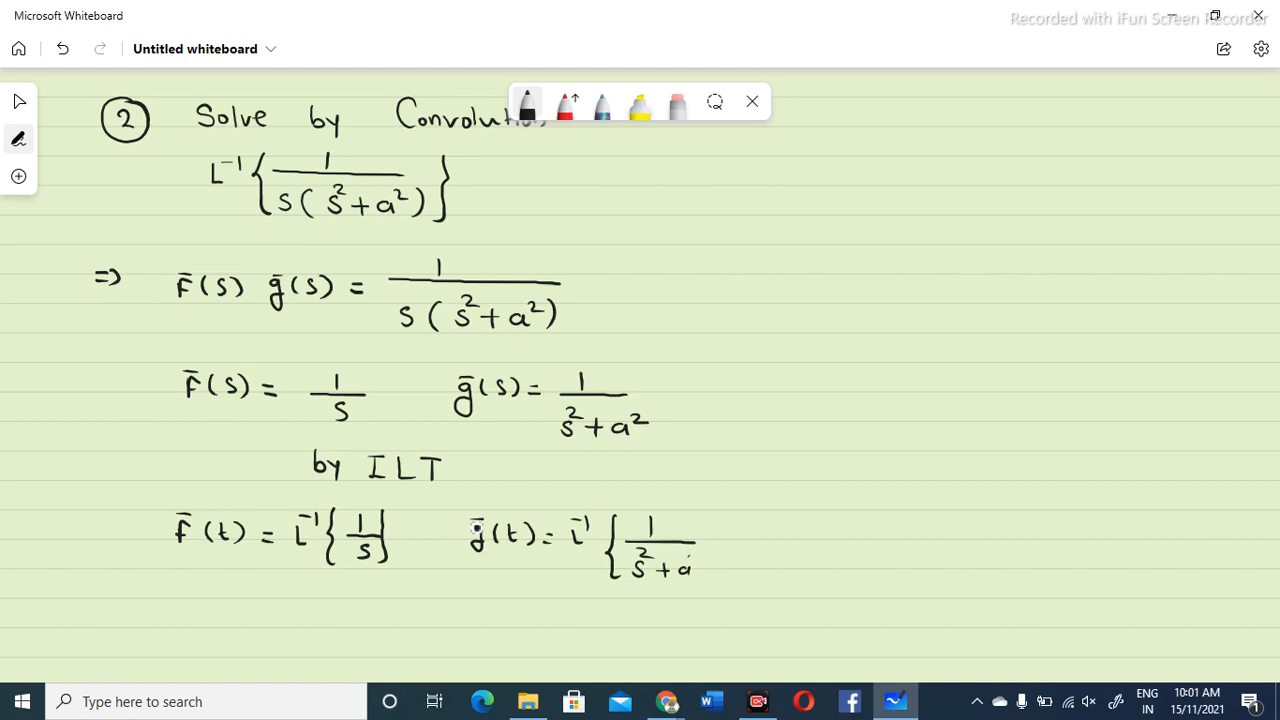 Microsoft Whiteboard
Recorded with iFun Screen Recorder
Untitled whiteboard
② Solve by Convolution
L⁻¹{1/(s(s²+a²))}
=> F̄(s) ḡ(s) = 1/(s(s²+a²))
F̄(s) = 1/s ḡ(s) = 1/(s²+a²)
by ILT
F̄(t) = L⁻¹{1/s} ḡ(t) = L⁻¹{1/(s²+a
Type here to search
ENG 10:01 AM
IN 15/11/2021